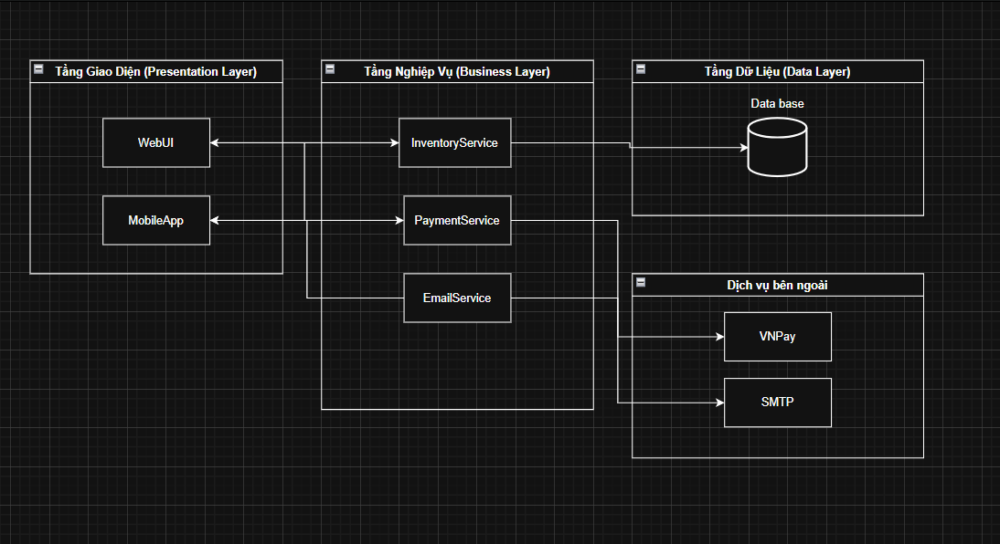 Tầng Giao Diện (Presentation Layer)
WebUI
MobileApp
Tầng Nghiệp Vụ (Business Layer)
InventoryService
PaymentService
EmailService
Tầng Dữ Liệu (Data Layer)
Data base
Dịch vụ bên ngoài
VNPay
SMTP